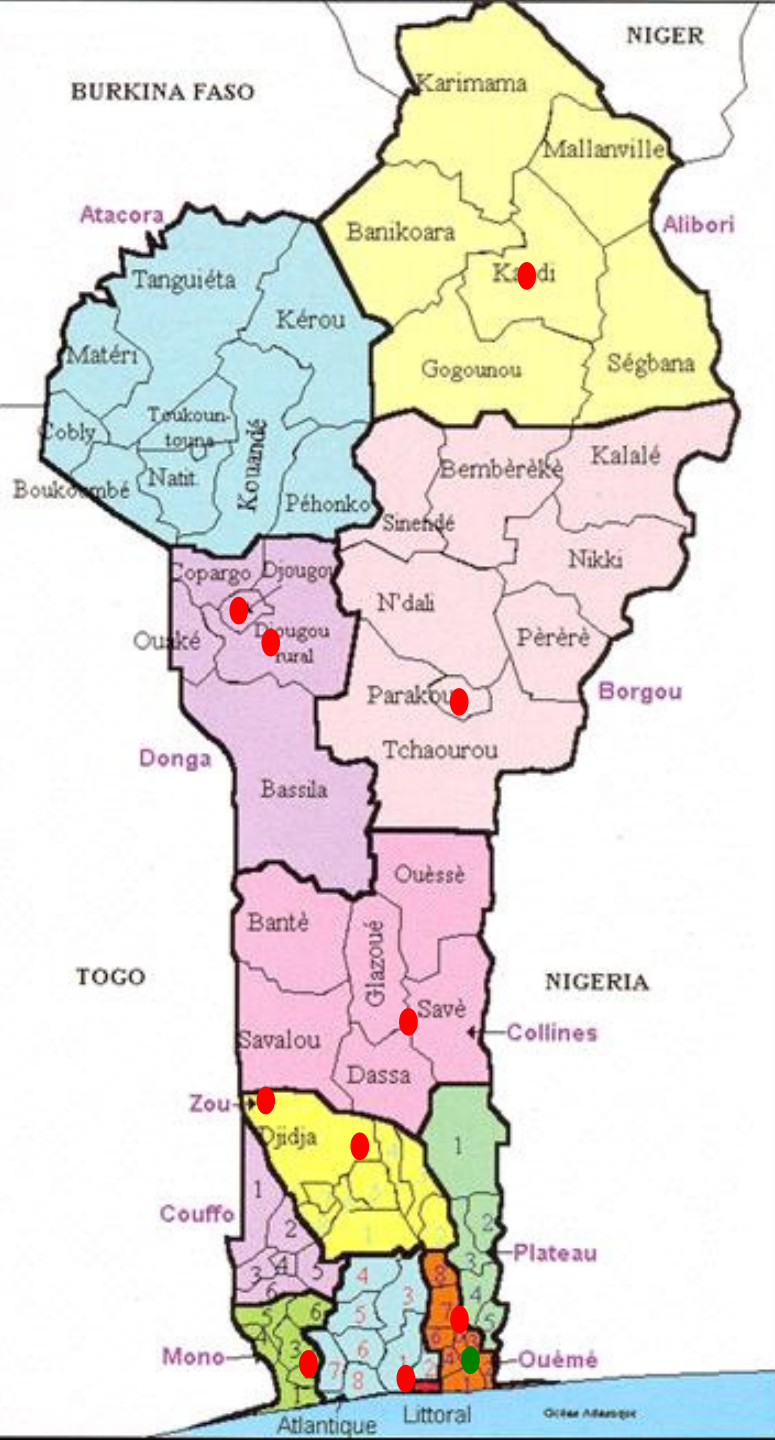 NIGER
BURKINA FASO
Karimama
Mallanville
Atacora
Alibori
Banikoara
Tanguiéta
Kérou
Matéri
Gogounou
Ségbana
Toukoun-
touna
Cobly
Kouandé
Bembèrèkè
Kalalé
Natit.
Boukoumbé
Péhonko
Sinendé
Nikki
Copargo
Djougou
N'dali
Ouaké
Djougou
rural
Pèrèrè
Parakou
Borgou
Tchaourou
Donga
Bassila
Ouèssè
Bantè
Glazoué
TOGO
NIGERIA
Savè
Collines
Savalou
Dassa
Zou
Djidja
1
1
Couffo
2
2
1
Plateau
3
4
5
6
3
4
5
8
7
4
3
5
6
7
8
1
2
5
6
4
3
1
Mono
Ouémé
1
Atlantique
Littoral
Océan Atlantique